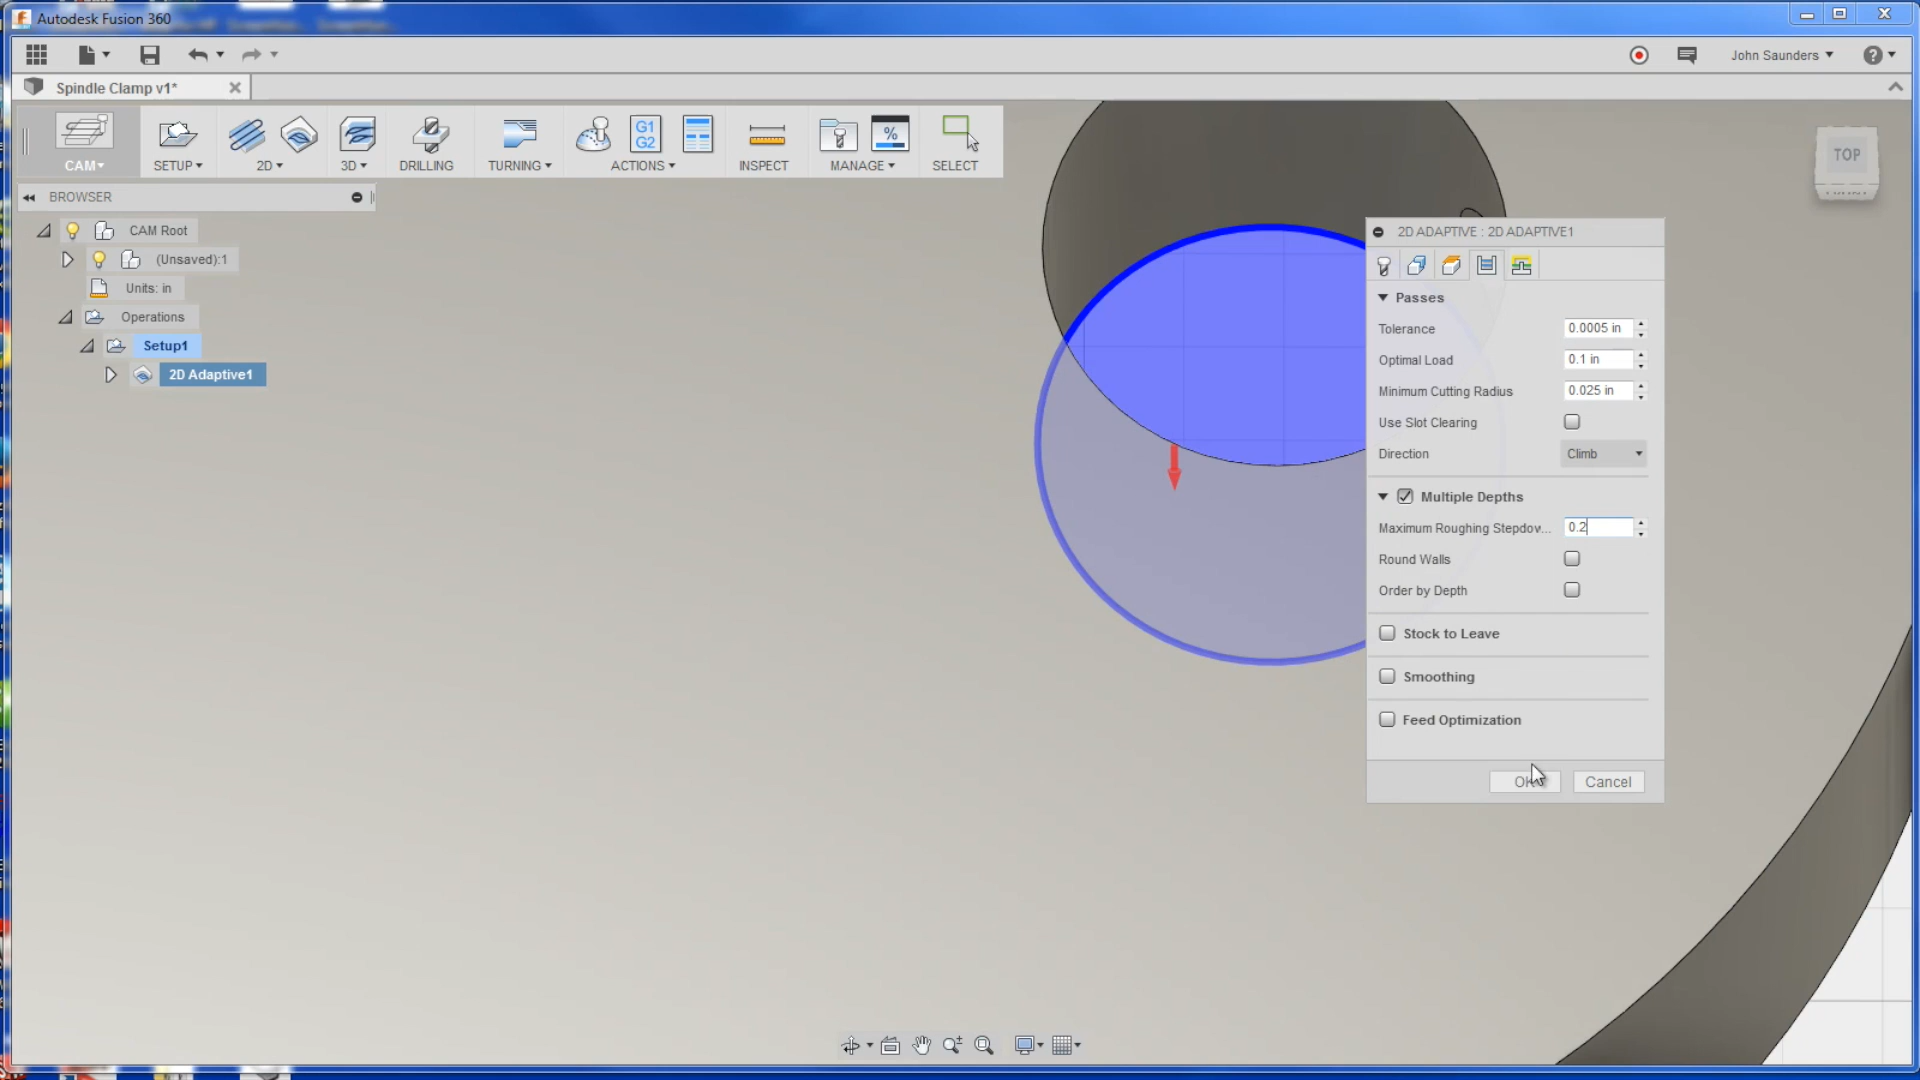 Autodesk Fusion 360
John Saunders
Spindle Clamp v1*
G1
G2
%
CAM
SETUP
2D
3D
DRILLING
TURNING
ACTIONS
INSPECT
MANAGE
SELECT
TOP
BROWSER
CAM Root
(Unsaved):1
Units: in
Operations
Setup1
2D Adaptive1
2D ADAPTIVE : 2D ADAPTIVE1
Passes
Tolerance 0.0005 in
Optimal Load 0.1 in
Minimum Cutting Radius 0.025 in
Use Slot Clearing
Direction Climb
Multiple Depths
Maximum Roughing Stepdov... 0.2
Round Walls
Order by Depth
Stock to Leave
Smoothing
Feed Optimization
OK Cancel